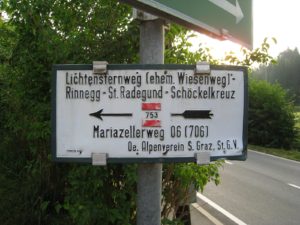 Lichtensternweg (ehem. Wiesenweg)-
Rinnegg - St. Radegund - Schöckelkreuz
753
Mariazellerweg 06 (706)
Oe. Alpenverein S. Graz, St. G. V.